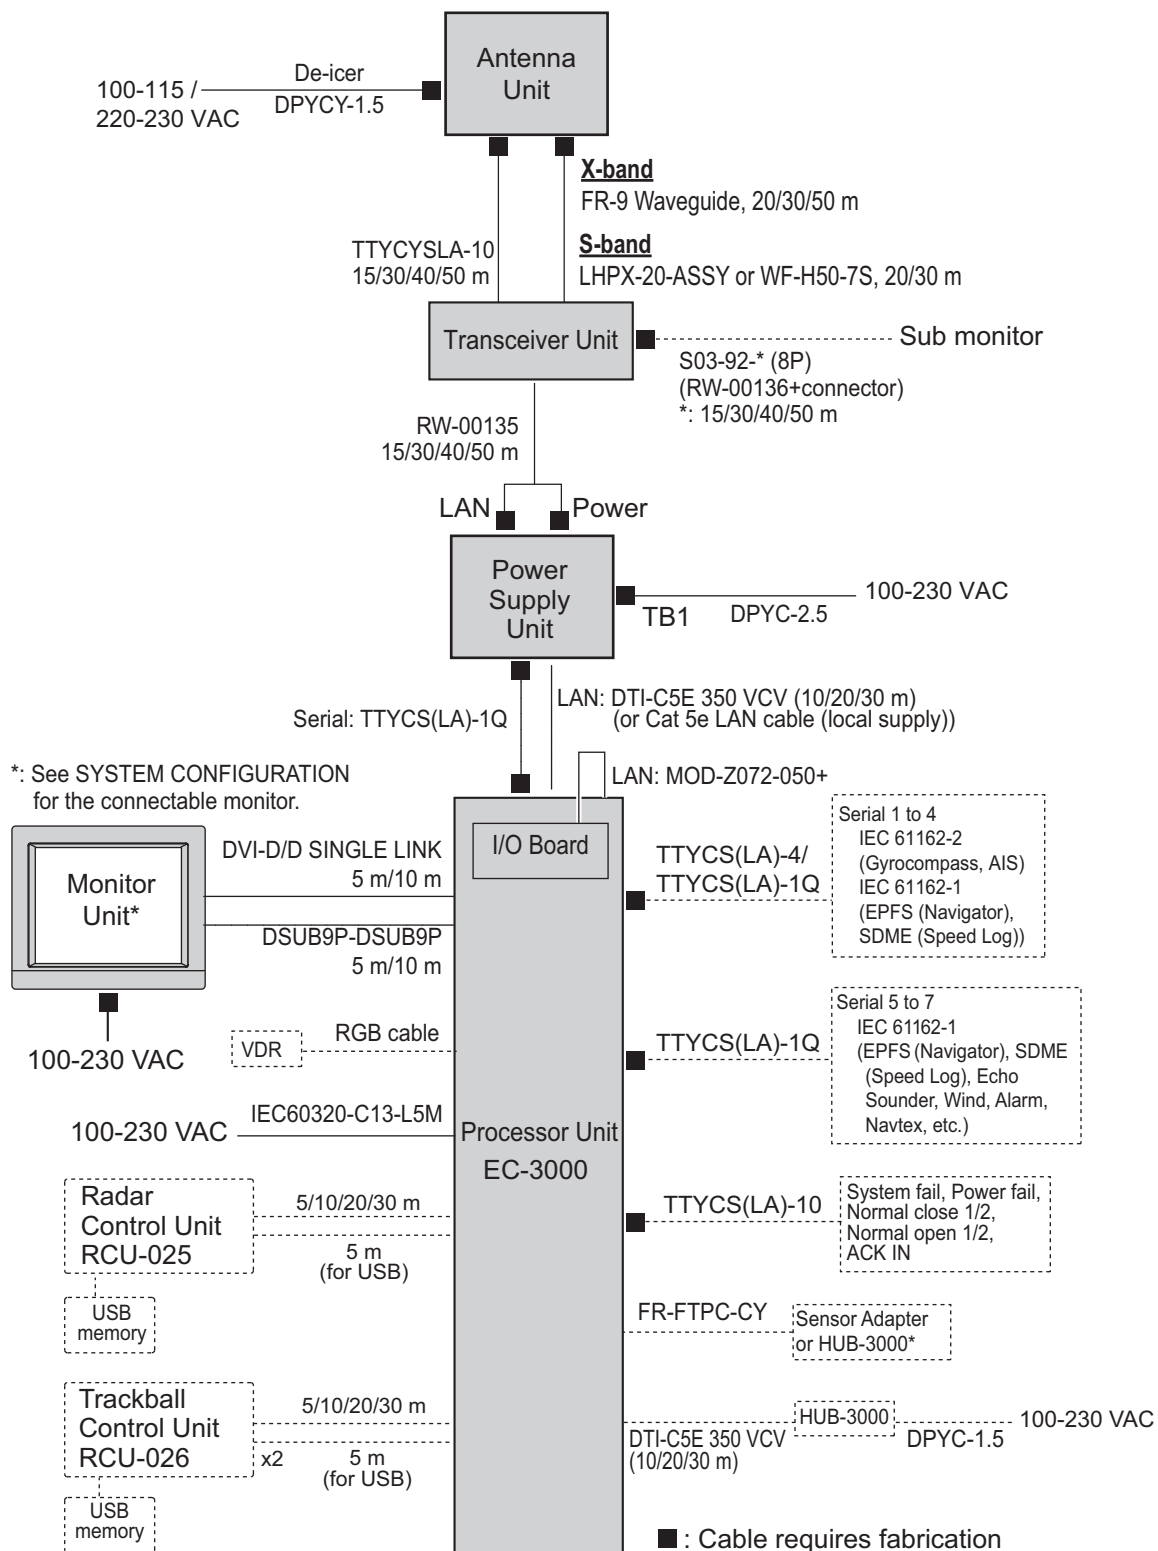 Antenna
Unit
De-icer
100-115 /
220-230 VAC
DPYCY-1.5
X-band
FR-9 Waveguide, 20/30/50 m
TTYCYSLA-10
15/30/40/50 m
S-band
LHPX-20-ASSY or WF-H50-7S, 20/30 m
Transceiver Unit
Sub monitor
S03-92-* (8P)
(RW-00136+connector)
*: 15/30/40/50 m
RW-00135
15/30/40/50 m
LAN
Power
Power
Supply
Unit
TB1
DPYC-2.5
100-230 VAC
Serial: TTYCS(LA)-1Q
LAN: DTI-C5E 350 VCV (10/20/30 m)
(or Cat 5e LAN cable (local supply))
*: See SYSTEM CONFIGURATION
for the connectable monitor.
LAN: MOD-Z072-050+
I/O Board
Monitor
Unit*
DVI-D/D SINGLE LINK
5 m/10 m
DSUB9P-DSUB9P
5 m/10 m
100-230 VAC
TTYCS(LA)-4/
TTYCS(LA)-1Q
Serial 1 to 4
IEC 61162-2
(Gyrocompass, AIS)
IEC 61162-1
(EPFS (Navigator),
SDME (Speed Log))
VDR
RGB cable
TTYCS(LA)-1Q
Serial 5 to 7
IEC 61162-1
(EPFS (Navigator), SDME
(Speed Log), Echo
Sounder, Wind, Alarm,
Navtex, etc.)
100-230 VAC
IEC60320-C13-L5M
Processor Unit
EC-3000
Radar
Control Unit
RCU-025
5/10/20/30 m
5 m
(for USB)
USB
memory
TTYCS(LA)-10
System fail, Power fail,
Normal close 1/2,
Normal open 1/2,
ACK IN
FR-FTPC-CY
Sensor Adapter
or HUB-3000*
Trackball
Control Unit
RCU-026
x2
5/10/20/30 m
5 m
(for USB)
USB
memory
DTI-C5E 350 VCV
(10/20/30 m)
HUB-3000
DPYC-1.5
100-230 VAC
: Cable requires fabrication